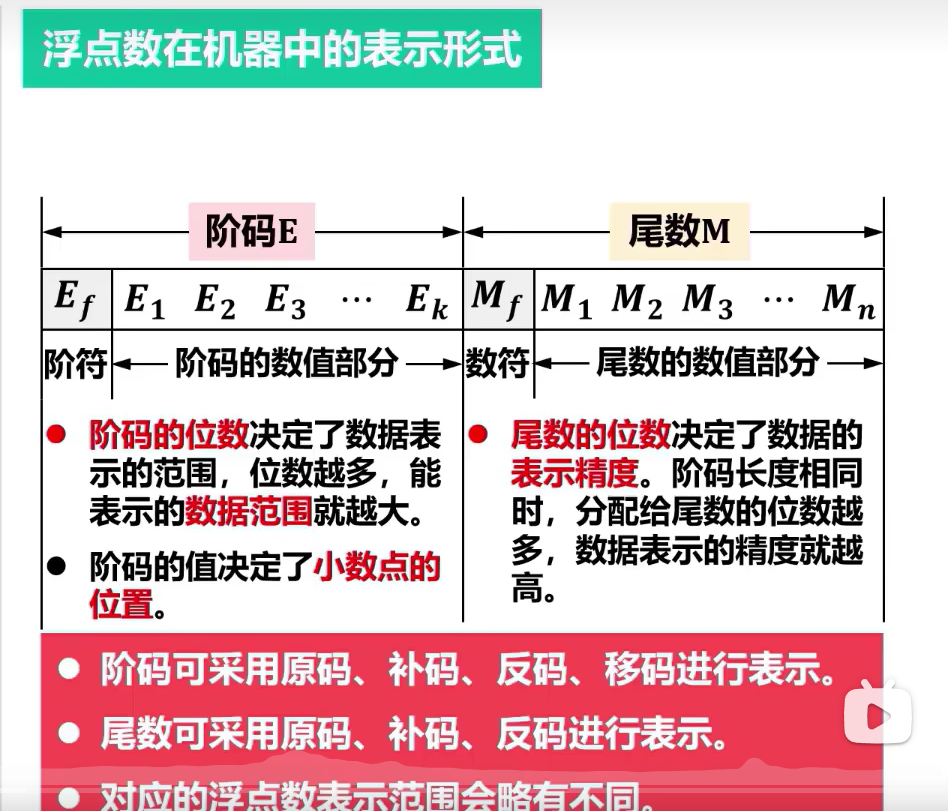 浮点数在机器中的表示形式
阶码E 尾数M
E_f E_1 E_2 E_3 … E_k M_f M_1 M_2 M_3 … M_n
阶符 阶码的数值部分 数符 尾数的数值部分
阶码的位数决定了数据表
示的范围，位数越多，能
表示的数据范围就越大。
阶码的值决定了小数点的
位置。
尾数的位数决定了数据的
表示精度。阶码长度相同
时，分配给尾数的位数越
多，数据表示的精度就越
高。
阶码可采用原码、补码、反码、移码进行表示。
尾数可采用原码、补码、反码进行表示。
对应的浮点数表示范围会略有不同。